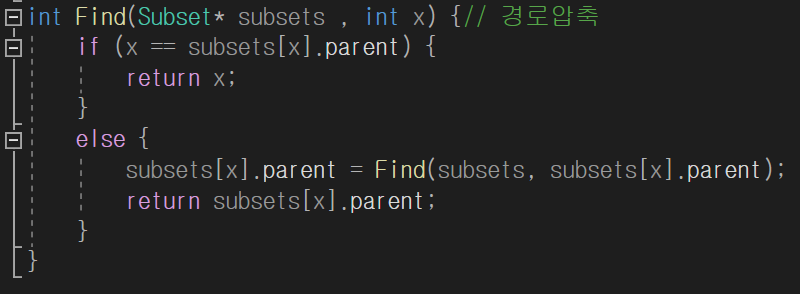 int Find(Subset* subsets , int x) {// 경로압축
if (x == subsets[x].parent) {
return x;
}
else {
subsets[x].parent = Find(subsets, subsets[x].parent);
return subsets[x].parent;
}
}